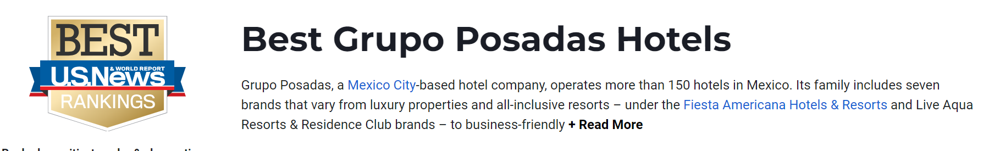 BEST
U.S.News & WORLD REPORT
RANKINGS
Best Grupo Posadas Hotels
Grupo Posadas, a Mexico City-based hotel company, operates more than 150 hotels in Mexico. Its family includes seven
brands that vary from luxury properties and all-inclusive resorts – under the Fiesta Americana Hotels & Resorts and Live Aqua
Resorts & Residence Club brands – to business-friendly + Read More